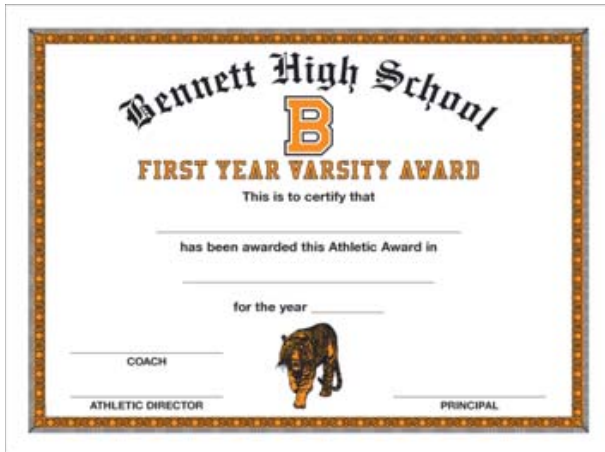 Bennett High School
B
FIRST YEAR VARSITY AWARD
This is to certify that
has been awarded this Athletic Award in
for the year
COACH
ATHLETIC DIRECTOR
PRINCIPAL